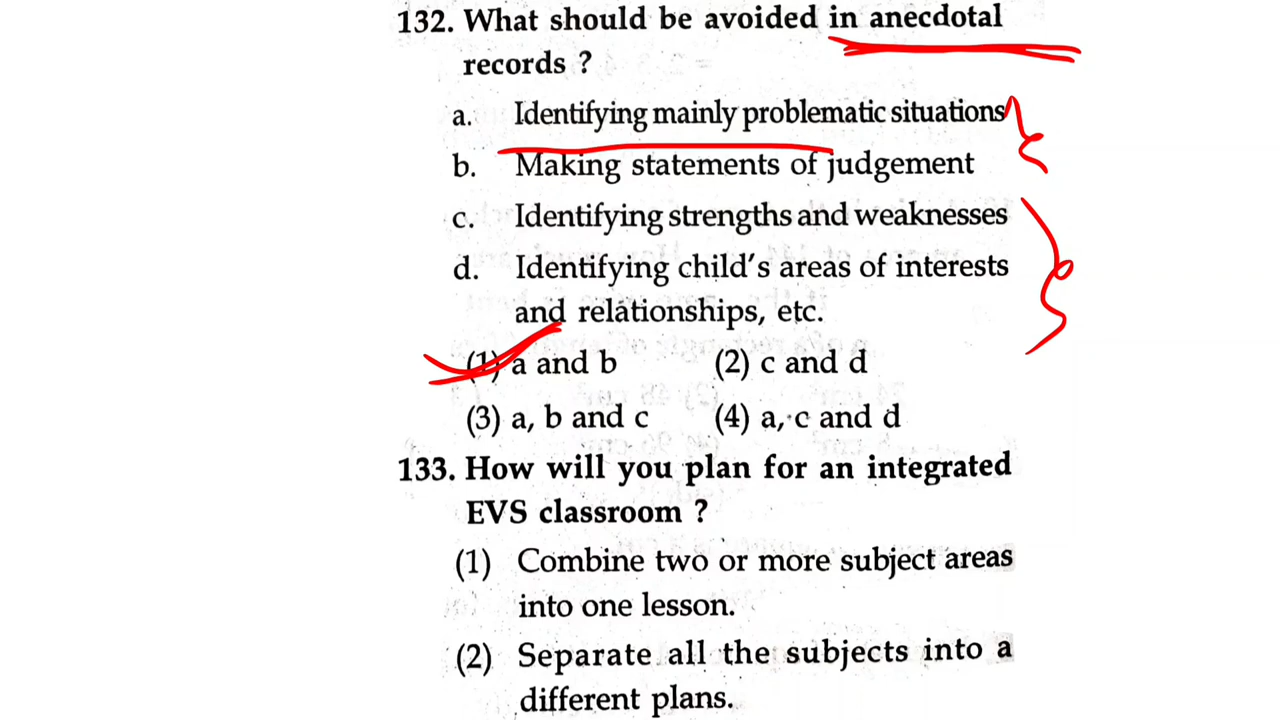 132. What should be avoided in anecdotal
records ?
a. Identifying mainly problematic situations
b. Making statements of judgement
c. Identifying strengths and weaknesses
d. Identifying child's areas of interests
and relationships, etc.
(1) a and b (2) c and d
(3) a, b and c (4) a, c and d
133. How will you plan for an integrated
EVS classroom ?
(1) Combine two or more subject areas
into one lesson.
(2) Separate all the subjects into a
different plans.